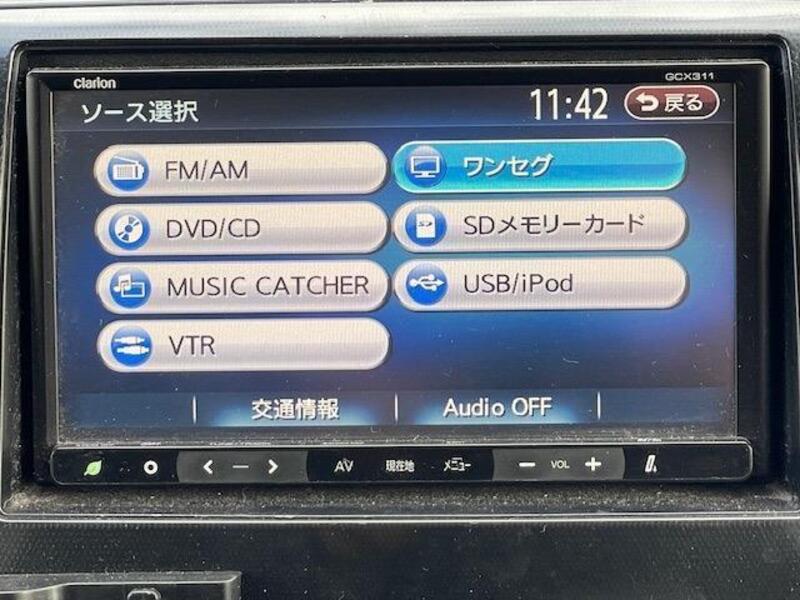 clarion
GCX311
ソース選択
11:42
戻る
FM/AM
ワンセグ
DVD/CD
SDメモリーカード
MUSIC CATCHER
USB/iPod
VTR
交通情報
Audio OFF
AV
現在地
メニュー
VOL